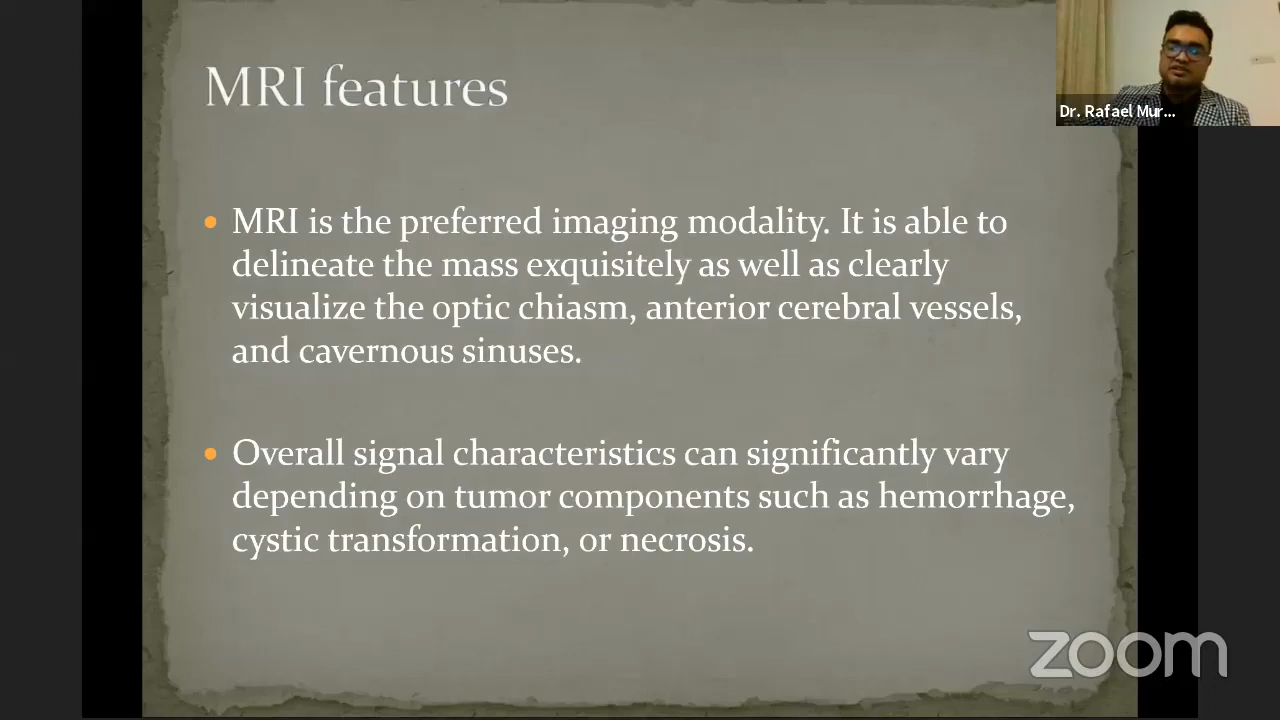 MRI features
Dr. Rafael Mur...
MRI is the preferred imaging modality. It is able to
delineate the mass exquisitely as well as clearly
visualize the optic chiasm, anterior cerebral vessels,
and cavernous sinuses.
Overall signal characteristics can significantly vary
depending on tumor components such as hemorrhage,
cystic transformation, or necrosis.
zoom